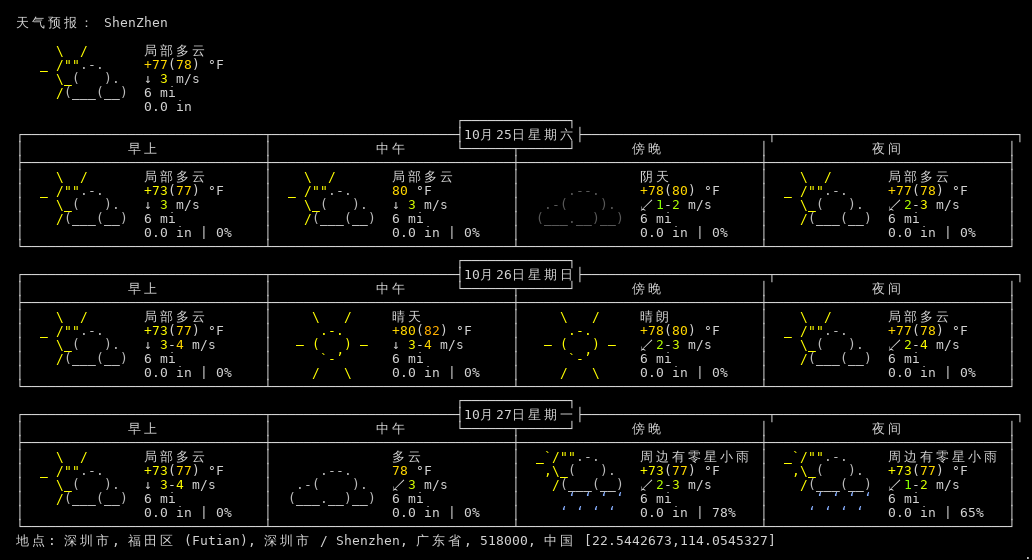 天气预报： ShenZhen
局部多云
+77(78) °F
↓ 3 m/s
6 mi
0.0 in
10月25日星期六
早上 中午 傍晚 夜间
局部多云 局部多云 阴天 局部多云
+73(77) °F 80 °F +78(80) °F +77(78) °F
↓ 3 m/s ↓ 3 m/s ↙1-2 m/s ↙2-3 m/s
6 mi 6 mi 6 mi 6 mi
0.0 in | 0% 0.0 in | 0% 0.0 in | 0% 0.0 in | 0%
10月26日星期日
早上 中午 傍晚 夜间
局部多云 晴天 晴朗 局部多云
+73(77) °F +80(82) °F +78(80) °F +77(78) °F
↓ 3-4 m/s ↓ 3-4 m/s ↙2-3 m/s ↙2-4 m/s
6 mi 6 mi 6 mi 6 mi
0.0 in | 0% 0.0 in | 0% 0.0 in | 0% 0.0 in | 0%
10月27日星期一
早上 中午 傍晚 夜间
局部多云 多云 周边有零星小雨 周边有零星小雨
+73(77) °F 78 °F +73(77) °F +73(77) °F
↓ 3-4 m/s ↙3 m/s ↙2-3 m/s ↙1-2 m/s
6 mi 6 mi 6 mi 6 mi
0.0 in | 0% 0.0 in | 0% 0.0 in | 78% 0.0 in | 65%
地点: 深圳市, 福田区 (Futian), 深圳市 / Shenzhen, 广东省, 518000, 中国 [22.5442673,114.0545327]